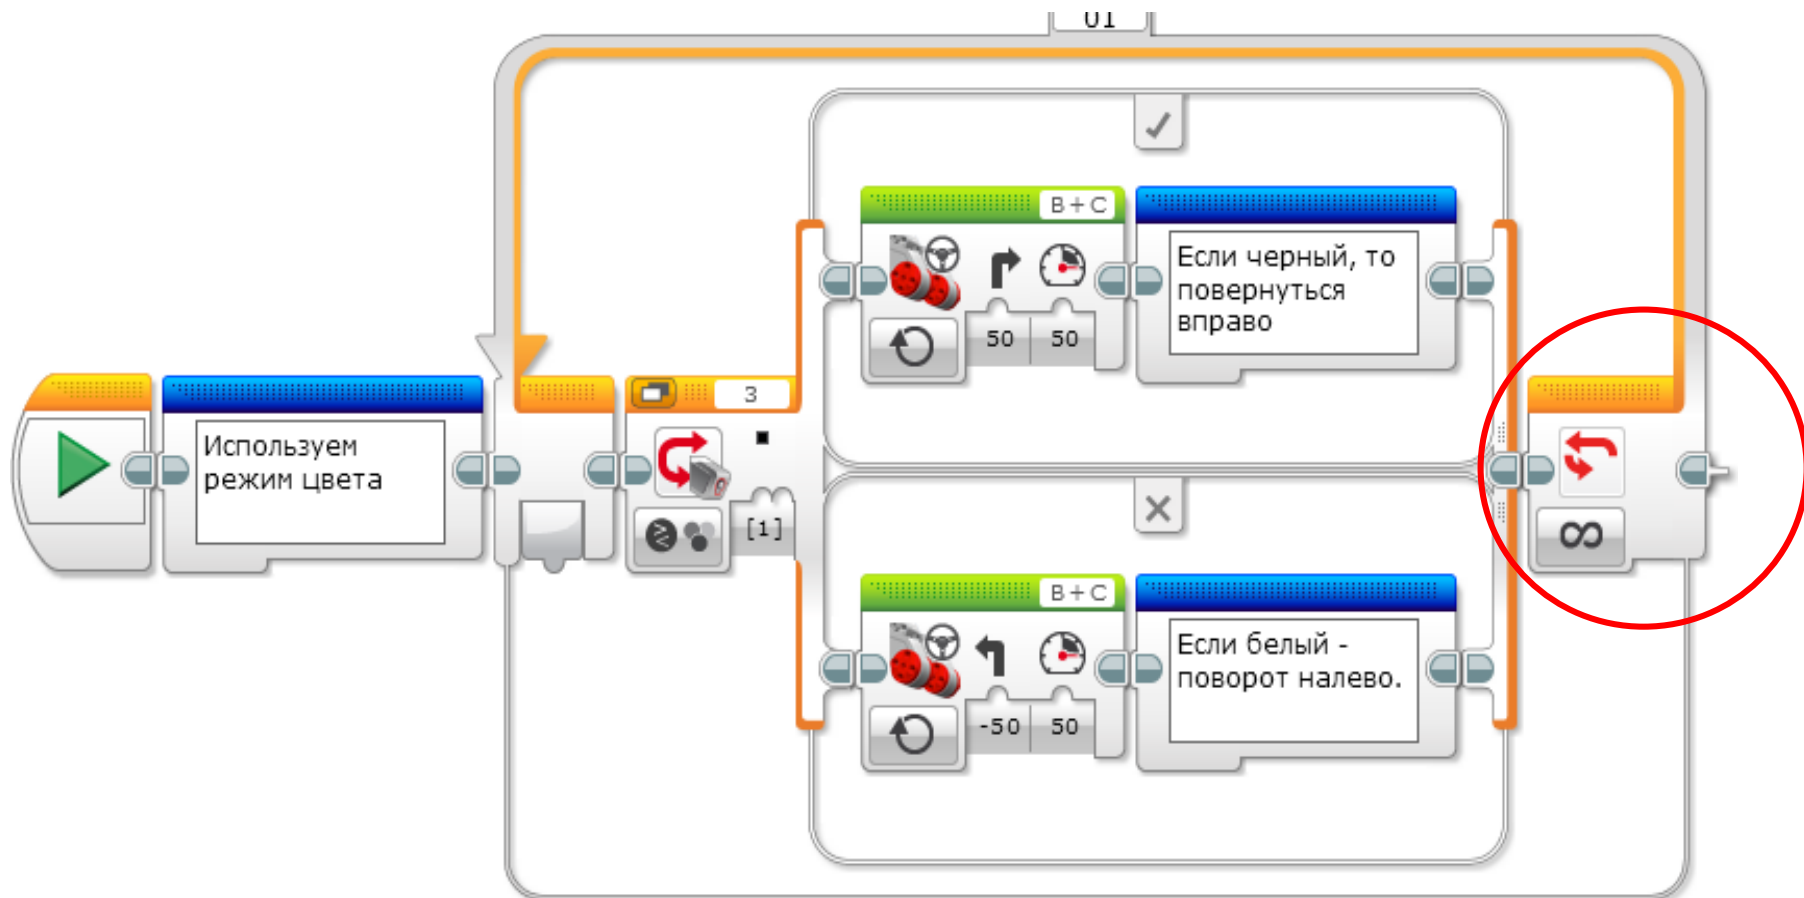 01
B+C
Если черный, то
повернуться
вправо
50
50
3
Используем
режим цвета
[1]
∞
B+C
Если белый -
поворот налево.
-50
50